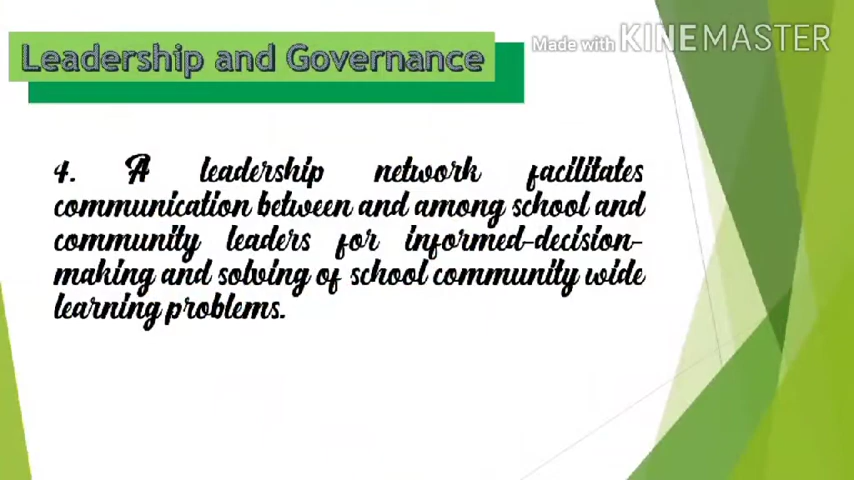 Leadership and Governance
Made with KINEMASTER
4. A leadership network facilitates
communication between and among school and
community leaders for informed-decision-
making and solving of school community wide
learning problems.